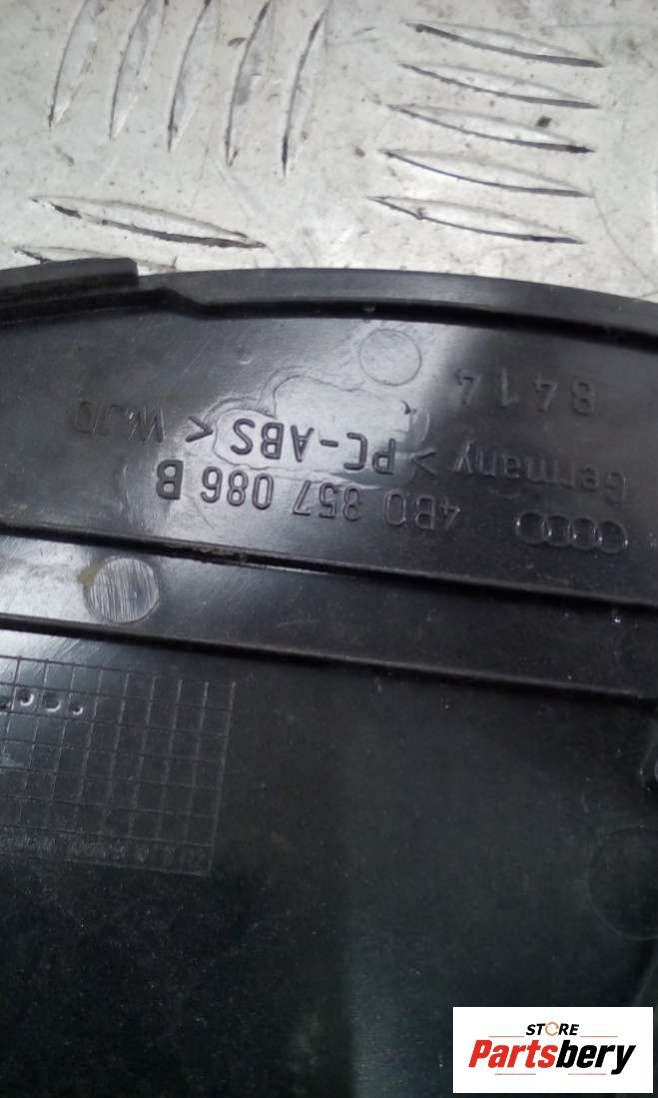 4B0 857 086 B
Germany > PC-ABS < WJD
8414
STORE
Partsbery